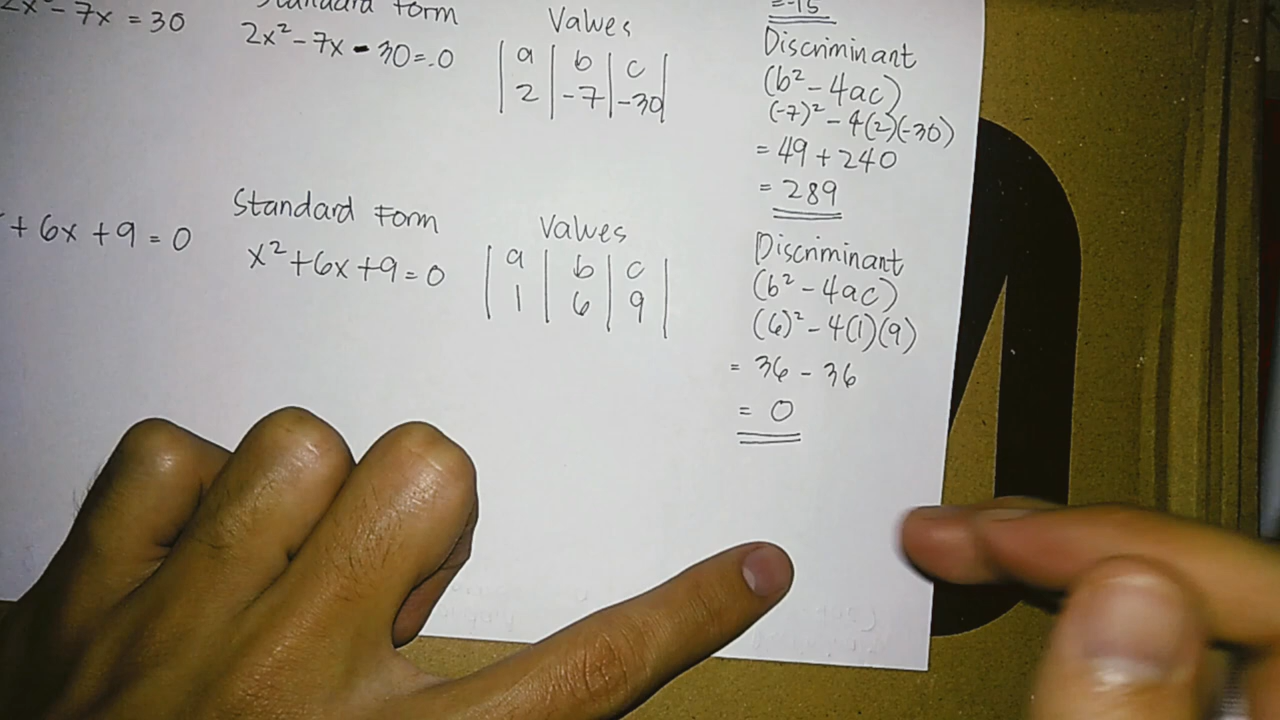 2x² - 7x = 30
Standard Form
2x² - 7x - 30 = 0
Values
a b c
2 -7 -30
= -15
Discriminant
(b² - 4ac)
(-7)² - 4(2)(-30)
= 49 + 240
= 289
+ 6x + 9 = 0
Standard Form
x² + 6x + 9 = 0
Values
a b c
1 6 9
Discriminant
(b² - 4ac)
(6)² - 4(1)(9)
= 36 - 36
= 0